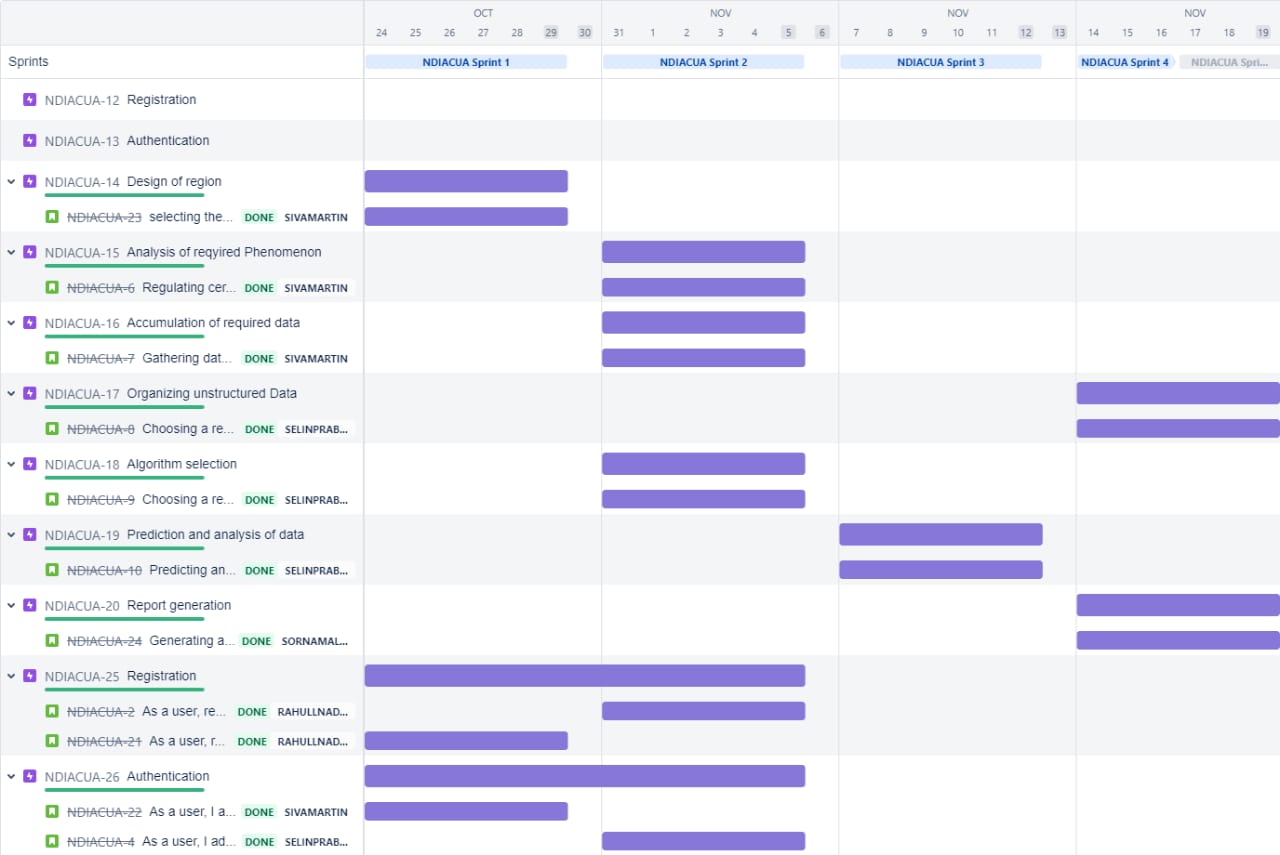 OCT NOV NOV NOV
24 25 26 27 28 29 30 31 1 2 3 4 5 6 7 8 9 10 11 12 13 14 15 16 17 18 19
Sprints NDIACUA Sprint 1 NDIACUA Sprint 2 NDIACUA Sprint 3 NDIACUA Sprint 4 NDIACUA Spri...
NDIACUA-12 Registration
NDIACUA-13 Authentication
NDIACUA-14 Design of region
NDIACUA-23 selecting the... DONE SIVAMARTIN
NDIACUA-15 Analysis of reqyired Phenomenon
NDIACUA-6 Regulating cer... DONE SIVAMARTIN
NDIACUA-16 Accumulation of required data
NDIACUA-7 Gathering dat... DONE SIVAMARTIN
NDIACUA-17 Organizing unstructured Data
NDIACUA-8 Choosing a re... DONE SELINPRAB...
NDIACUA-18 Algorithm selection
NDIACUA-9 Choosing a re... DONE SELINPRAB...
NDIACUA-19 Prediction and analysis of data
NDIACUA-10 Predicting an... DONE SELINPRAB...
NDIACUA-20 Report generation
NDIACUA-24 Generating a... DONE SORNAMAL...
NDIACUA-25 Registration
NDIACUA-2 As a user, re... DONE RAHULLNAD...
NDIACUA-21 As a user, r... DONE RAHULLNAD...
NDIACUA-26 Authentication
NDIACUA-22 As a user, I a... DONE SIVAMARTIN
NDIACUA-4 As a user, I ad... DONE SELINPRAB...